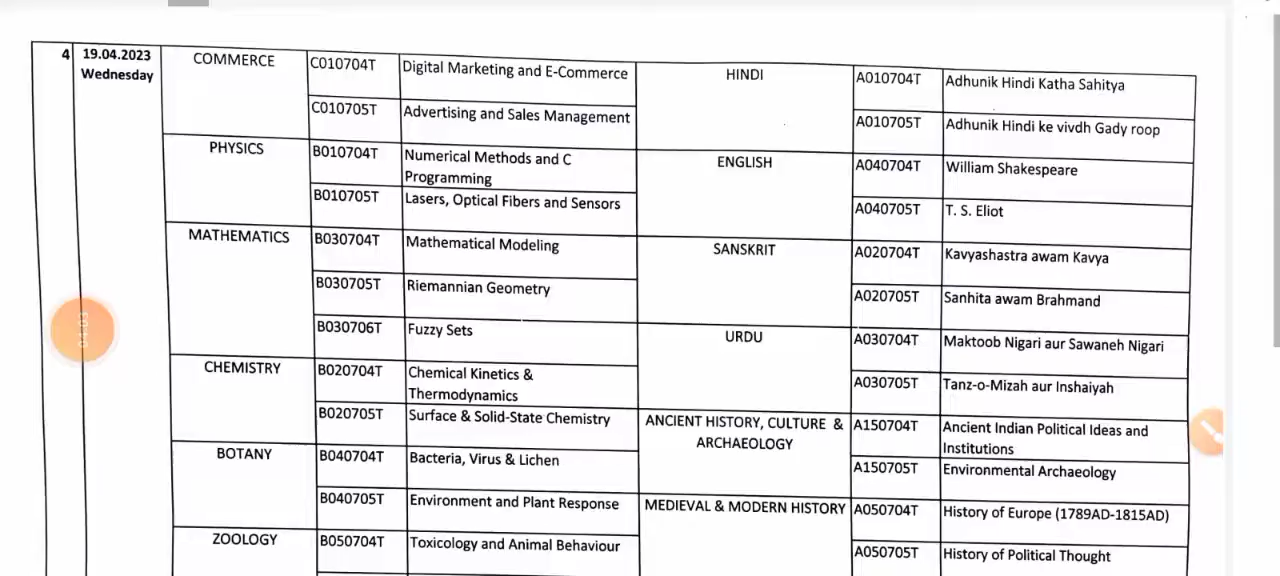 4 19.04.2023 COMMERCE C010704T Digital Marketing and E-Commerce HINDI A010704T Adhunik Hindi Katha Sahitya
Wednesday
C010705T Advertising and Sales Management A010705T Adhunik Hindi ke vivdh Gady roop
PHYSICS B010704T Numerical Methods and C ENGLISH A040704T William Shakespeare
Programming
B010705T Lasers, Optical Fibers and Sensors A040705T T. S. Eliot
MATHEMATICS B030704T Mathematical Modeling SANSKRIT A020704T Kavyashastra awam Kavya
B030705T Riemannian Geometry A020705T Sanhita awam Brahmand
B030706T Fuzzy Sets URDU A030704T Maktoob Nigari aur Sawaneh Nigari
CHEMISTRY B020704T Chemical Kinetics & A030705T Tanz-o-Mizah aur Inshaiyah
Thermodynamics
B020705T Surface & Solid-State Chemistry ANCIENT HISTORY, CULTURE & A150704T Ancient Indian Political Ideas and
ARCHAEOLOGY Institutions
BOTANY B040704T Bacteria, Virus & Lichen A150705T Environmental Archaeology
B040705T Environment and Plant Response MEDIEVAL & MODERN HISTORY A050704T History of Europe (1789AD-1815AD)
ZOOLOGY B050704T Toxicology and Animal Behaviour A050705T History of Political Thought
04:03